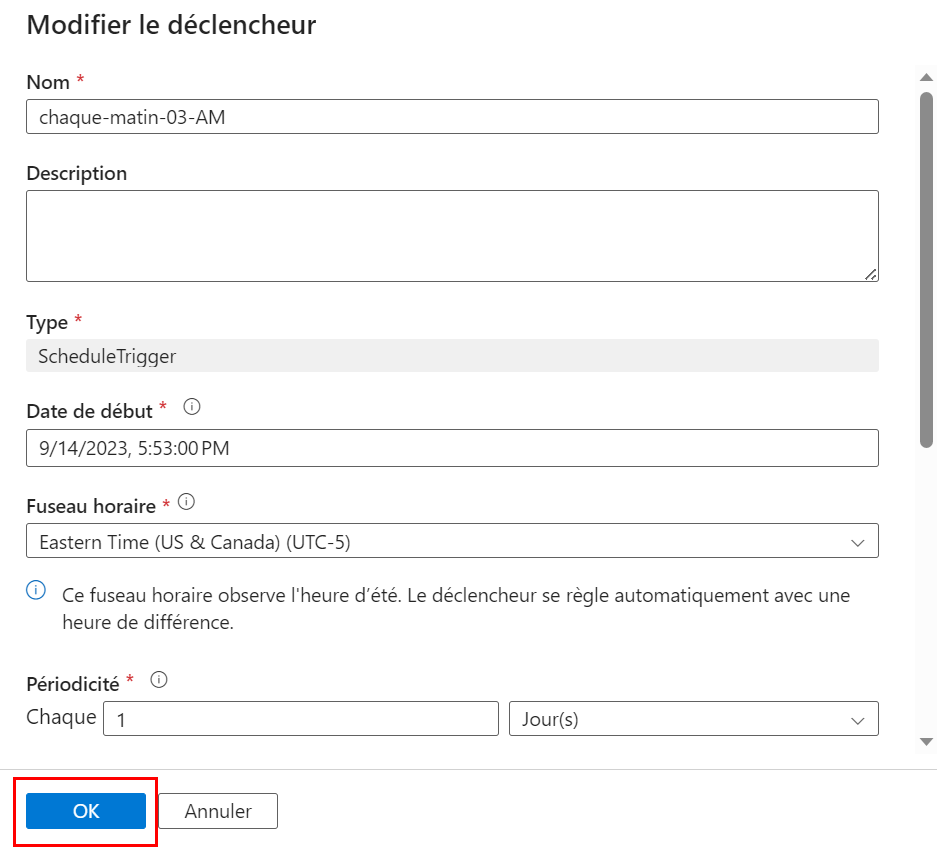 Modifier le déclencheur
Nom *
chaque-matin-03-AM
Description
Type *
ScheduleTrigger
Date de début *
9/14/2023, 5:53:00 PM
Fuseau horaire *
Eastern Time (US & Canada) (UTC-5)
Ce fuseau horaire observe l'heure d’été. Le déclencheur se règle automatiquement avec une
heure de différence.
Périodicité *
Chaque 1 Jour(s)
OK Annuler